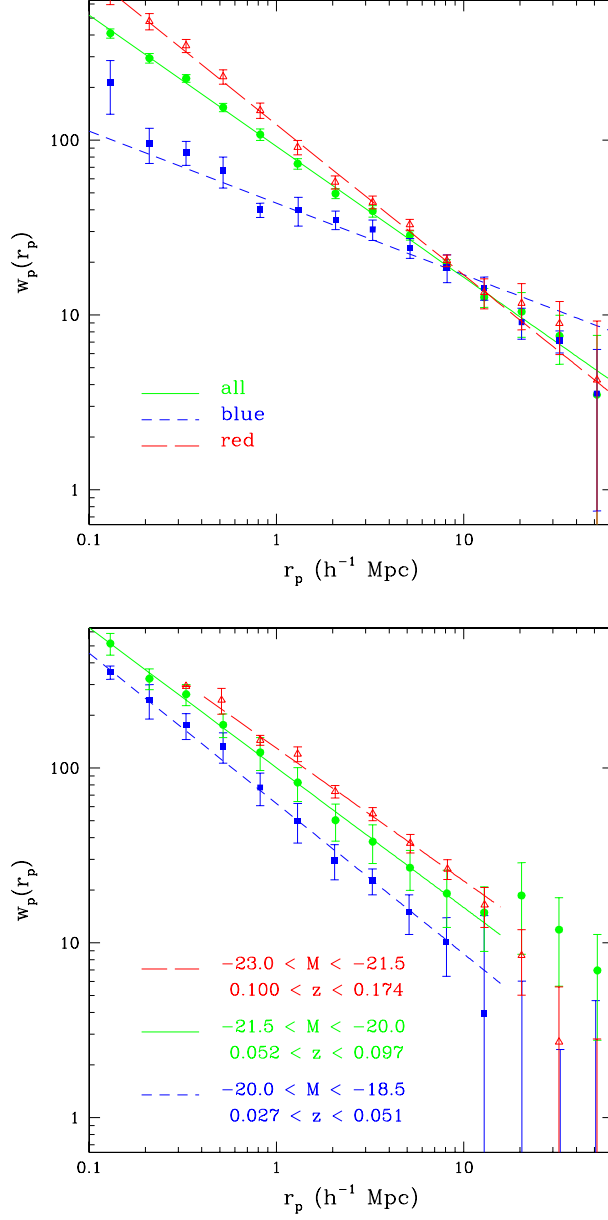 100
10
1
w_p(r_p)
all
blue
red
0.1 1 10
r_p (h⁻¹ Mpc)
100
10
1
w_p(r_p)
−23.0 < M < −21.5
0.100 < z < 0.174
−21.5 < M < −20.0
0.052 < z < 0.097
−20.0 < M < −18.5
0.027 < z < 0.051
0.1 1 10
r_p (h⁻¹ Mpc)